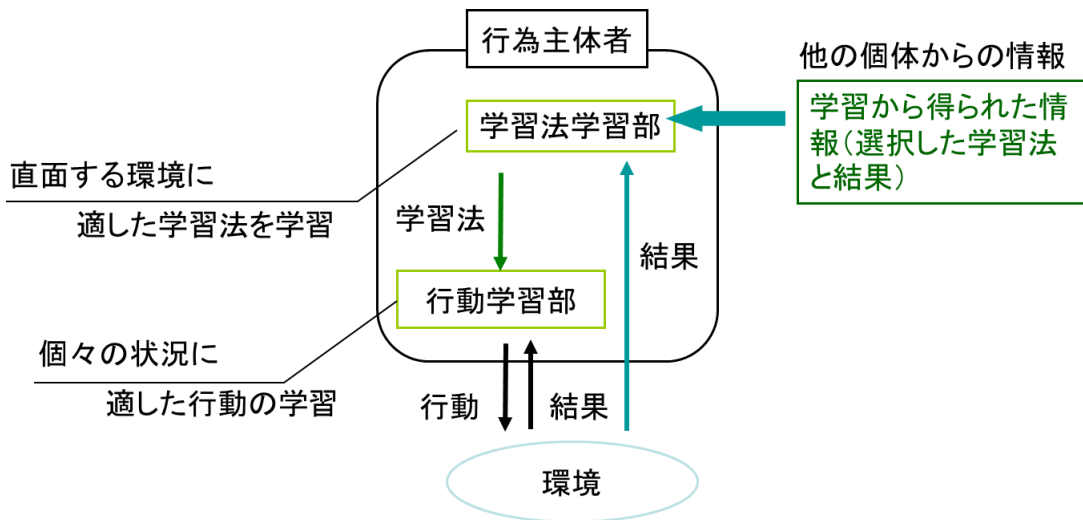 行為主体者
他の個体からの情報
学習から得られた情
報(選択した学習法
と結果)
学習法学習部
直面する環境に
適した学習法を学習
学習法
結果
行動学習部
個々の状況に
適した行動の学習
行動
結果
環境